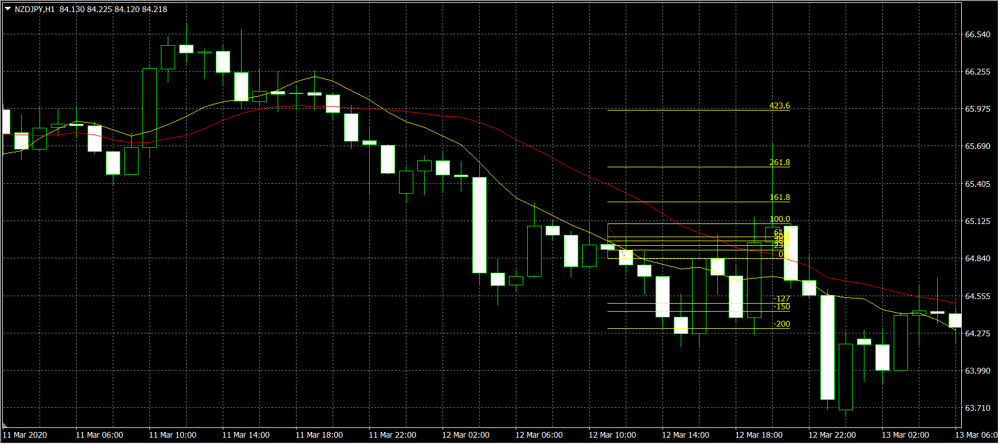 NZDJPY,H1 84.130 84.225 84.120 84.218
66.540
66.255
65.975
65.690
65.405
65.125
64.840
64.555
64.275
63.990
63.710
423.6
261.8
161.8
100.0
-127
-150
-200
11 Mar 2020
11 Mar 06:00
11 Mar 10:00
11 Mar 14:00
11 Mar 18:00
11 Mar 22:00
12 Mar 02:00
12 Mar 06:00
12 Mar 10:00
12 Mar 14:00
12 Mar 18:00
12 Mar 22:00
13 Mar 02:00
13 Mar 06:0